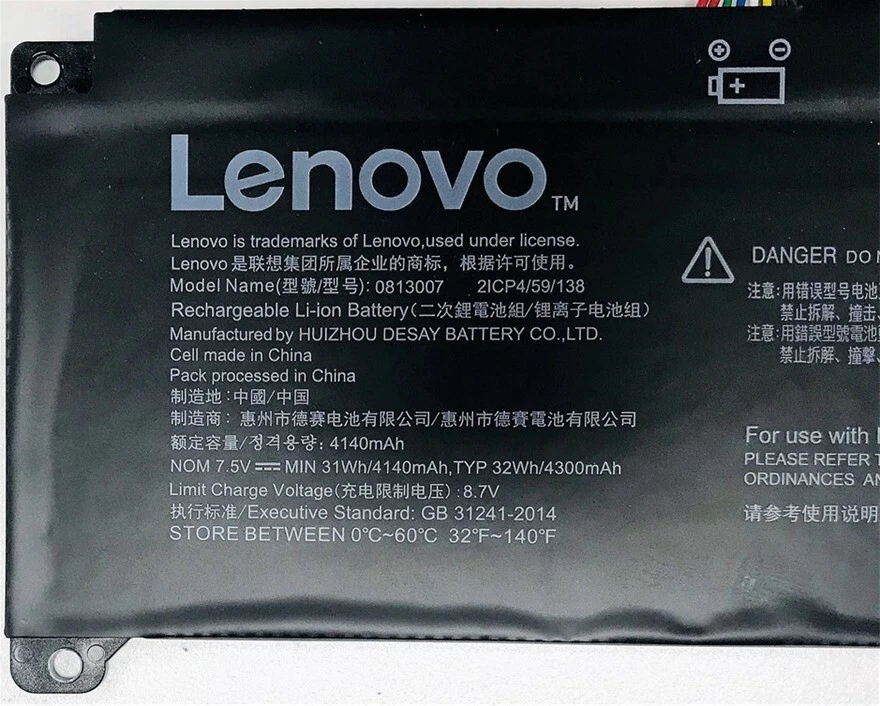 Lenovo™
Lenovo is trademarks of Lenovo,used under license.
Lenovo 是联想集团所属企业的商标，根据许可使用。
Model Name(型號/型号): 0813007 2ICP4/59/138
Rechargeable Li-ion Battery(二次鋰電池組/锂离子电池组)
Manufactured by HUIZHOU DESAY BATTERY CO.,LTD.
Cell made in China
Pack processed in China
制造地:中國/中国
制造商: 惠州市德赛电池有限公司/惠州市德賽電池有限公司
额定容量/정격용량: 4140mAh
NOM 7.5V⎓MIN 31Wh/4140mAh,TYP 32Wh/4300mAh
Limit Charge Voltage(充电限制电压):8.7V
执行标准/Executive Standard: GB 31241-2014
STORE BETWEEN 0℃~60℃ 32℉~140℉
DANGER DO
注意:用错误型号电池
禁止拆解、撞击、
注意:用錯誤型號電池
禁止拆解、撞擊、
For use with
PLEASE REFER
ORDINANCES
请参考使用说明